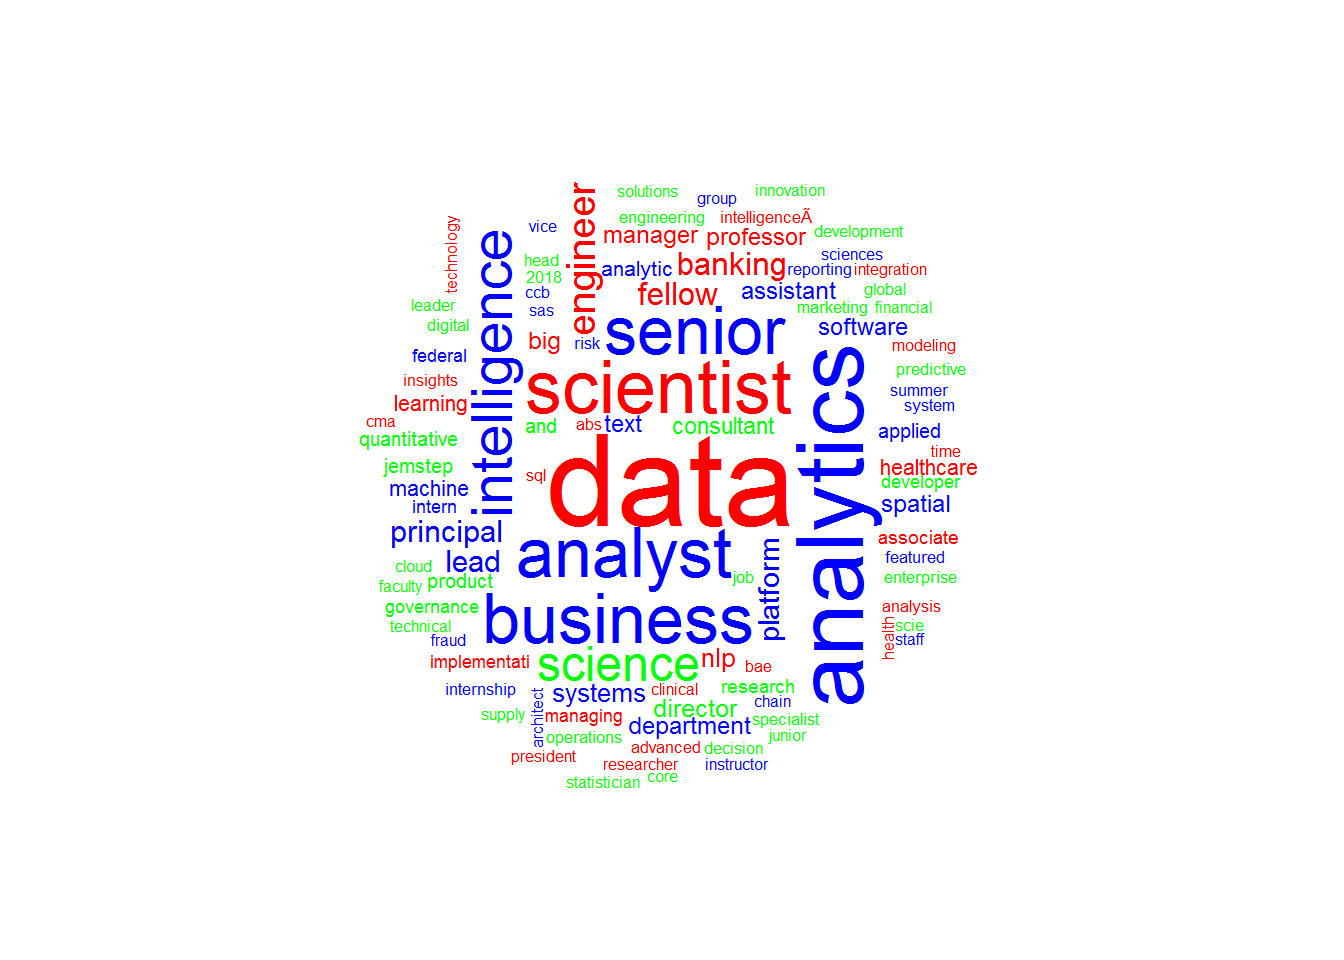 solutions
innovation
group
engineering
intelligenceÃ
vice
technology
engineer
manager
professor
development
intelligence
head
analytic
banking
reporting
integration
sciences
2018
ccb
fellow
assistant
global
leader
sas
marketing
financial
digital
senior
software
federal
big
risk
modeling
insights
scientist
analytics
predictive
learning
summer
system
cma
and
abs
text
consultant
applied
quantitative
time
jemstep
healthcare
machine
sql
data
developer
intern
spatial
principal
associate
lead
analyst
platform
featured
cloud
job
enterprise
faculty
product
governance
business
analysis
technical
scie
fraud
staff
health
implementati
science
nlp
bae
internship
systems
clinical
research
chain
supply
architect
managing
director
specialist
department
operations
junior
president
advanced
decision
researcher
instructor
statistician
core